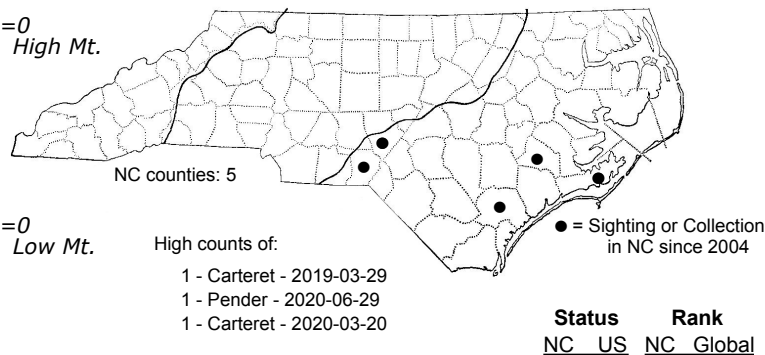 =0
High Mt.
NC counties: 5
=0
Low Mt.
High counts of:
1 - Carteret - 2019-03-29
1 - Pender - 2020-06-29
1 - Carteret - 2020-03-20
● = Sighting or Collection
in NC since 2004
Status Rank
NC US NC Global